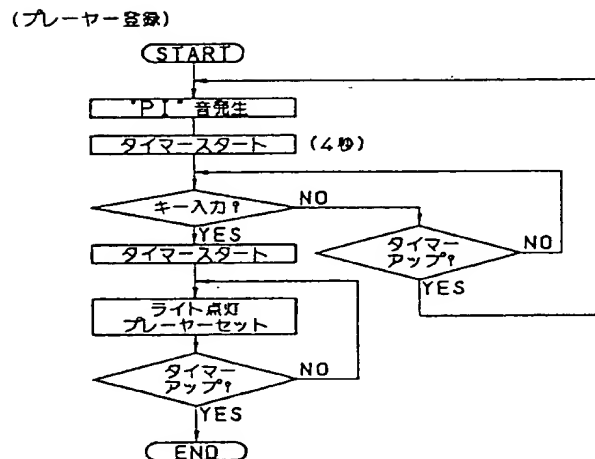 (プレーヤー登録)
START
"PI" 音発生
タイマースタート (4秒)
キー入力?
NO
YES
タイマースタート
タイマー
アップ?
NO
YES
ライト点灯
プレーヤーセット
タイマー
アップ?
NO
YES
END